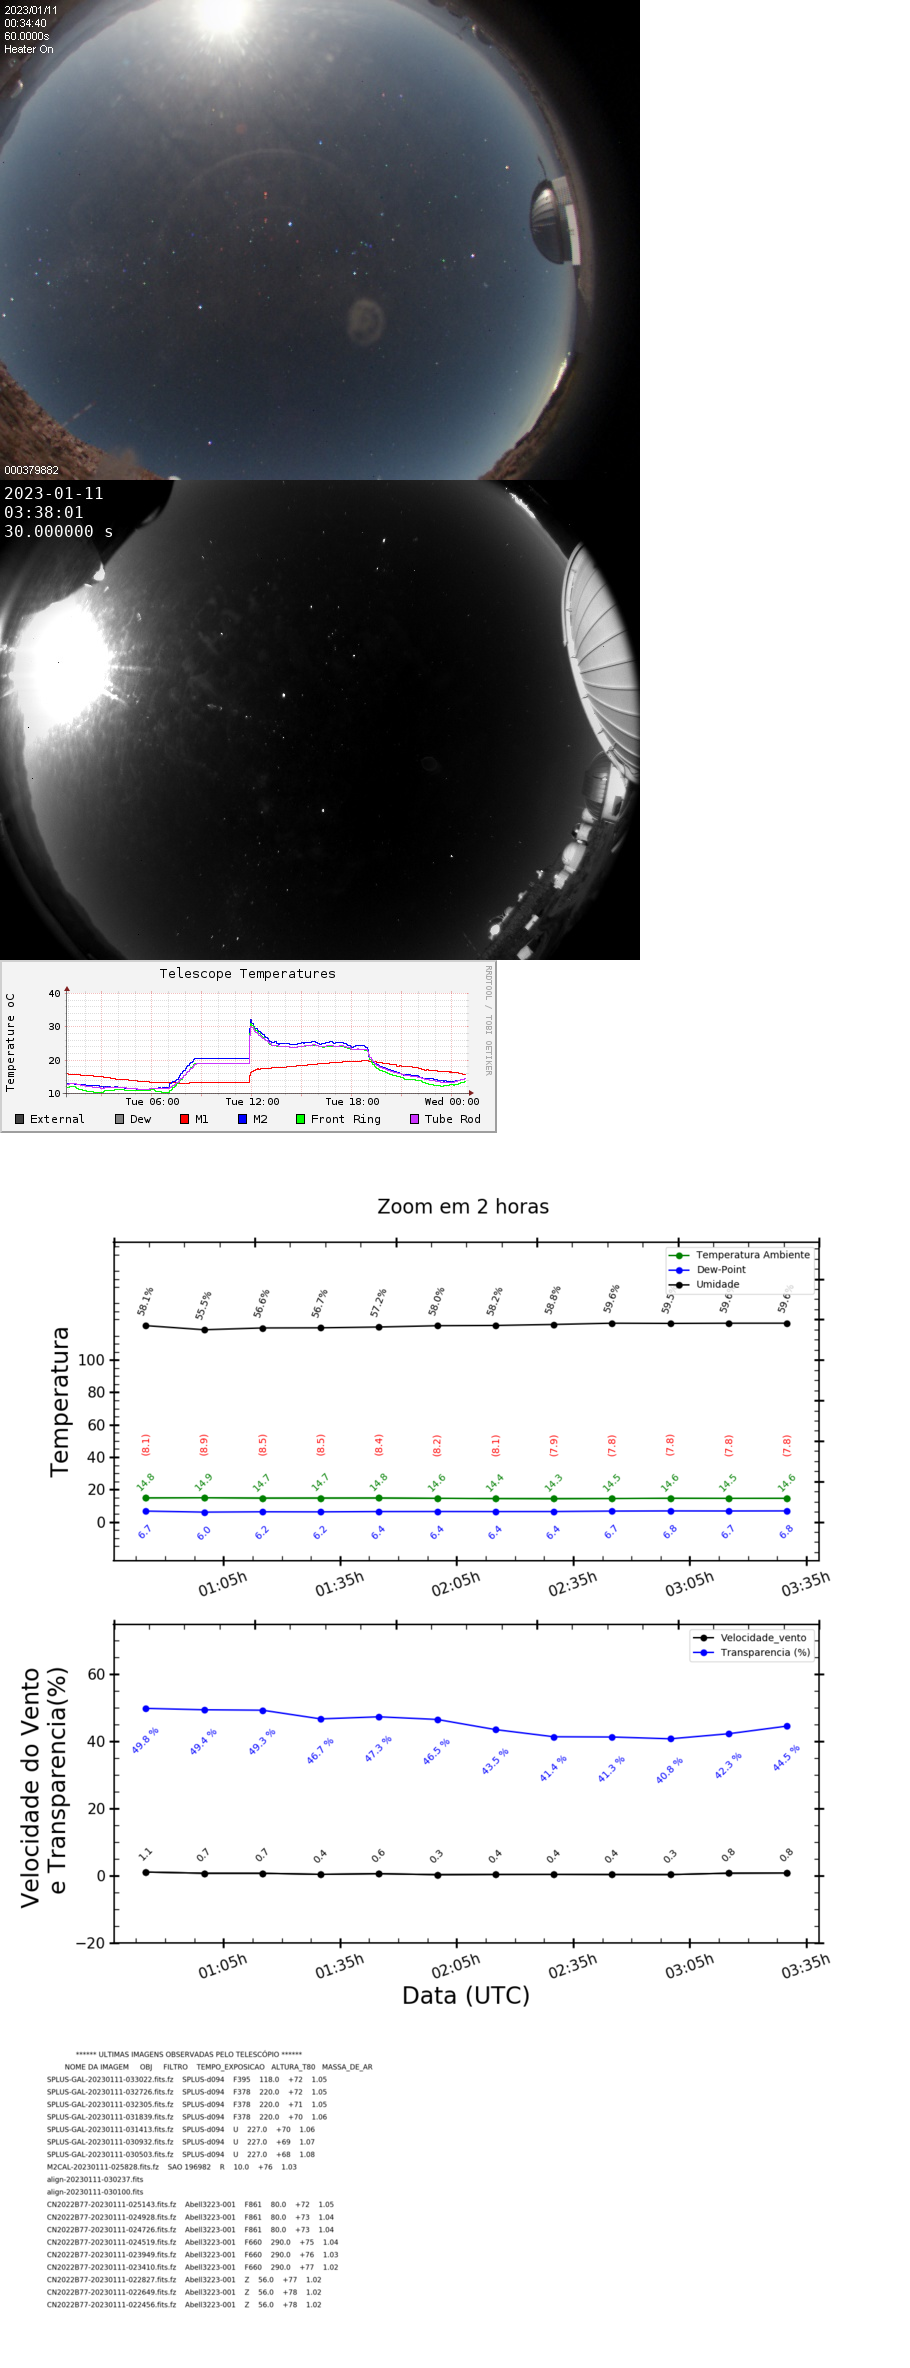 2023/01/11
00:34:40
60.0000s
Heater On
000379882
2023-01-11
03:38:01
30.000000 s
Telescope Temperatures
RRDTOOL / TOBI OETIKER
Temperature oC
40
30
20
10
Tue 06:00 Tue 12:00 Tue 18:00 Wed 00:00
External Dew M1 M2 Front Ring Tube Rod
Zoom em 2 horas
Temperatura Ambiente
Dew-Point
Umidade
58.1% 55.5% 56.6% 56.7% 57.2% 58.0% 58.2% 58.8% 59.6% 59.5 59.6 59.6
Temperatura
100
80
60
40
20
0
(8.1) (8.9) (8.5) (8.5) (8.4) (8.2) (8.1) (7.9) (7.8) (7.8) (7.8) (7.8)
14.8 14.9 14.7 14.7 14.8 14.6 14.4 14.3 14.5 14.6 14.5 14.6
6.7 6.0 6.2 6.2 6.4 6.4 6.4 6.4 6.7 6.8 6.7 6.8
01:05h 01:35h 02:05h 02:35h 03:05h 03:35h
Velocidade_vento
Transparencia (%)
Velocidade do Vento
e Transparencia(%)
60
40
20
0
−20
49.8 % 49.4 % 49.3 % 46.7 % 47.3 % 46.5 % 43.5 % 41.4 % 41.3 % 40.8 % 42.3 % 44.5 %
1.1 0.7 0.7 0.4 0.6 0.3 0.4 0.4 0.4 0.3 0.8 0.8
01:05h 01:35h 02:05h 02:35h 03:05h 03:35h
Data (UTC)
****** ULTIMAS IMAGENS OBSERVADAS PELO TELESCÓPIO ******
NOME DA IMAGEM OBJ FILTRO TEMPO_EXPOSICAO ALTURA_T80 MASSA_DE_AR
SPLUS-GAL-20230111-033022.fits.fz SPLUS-d094 F395 118.0 +72 1.05
SPLUS-GAL-20230111-032726.fits.fz SPLUS-d094 F378 220.0 +72 1.05
SPLUS-GAL-20230111-032305.fits.fz SPLUS-d094 F378 220.0 +71 1.05
SPLUS-GAL-20230111-031839.fits.fz SPLUS-d094 F378 220.0 +70 1.06
SPLUS-GAL-20230111-031413.fits.fz SPLUS-d094 U 227.0 +70 1.06
SPLUS-GAL-20230111-030932.fits.fz SPLUS-d094 U 227.0 +69 1.07
SPLUS-GAL-20230111-030503.fits.fz SPLUS-d094 U 227.0 +68 1.08
M2CAL-20230111-025828.fits.fz SAO 196982 R 10.0 +76 1.03
align-20230111-030237.fits
align-20230111-030100.fits
CN2022B77-20230111-025143.fits.fz Abell3223-001 F861 80.0 +72 1.05
CN2022B77-20230111-024928.fits.fz Abell3223-001 F861 80.0 +73 1.04
CN2022B77-20230111-024726.fits.fz Abell3223-001 F861 80.0 +73 1.04
CN2022B77-20230111-024519.fits.fz Abell3223-001 F660 290.0 +75 1.04
CN2022B77-20230111-023949.fits.fz Abell3223-001 F660 290.0 +76 1.03
CN2022B77-20230111-023410.fits.fz Abell3223-001 F660 290.0 +77 1.02
CN2022B77-20230111-022827.fits.fz Abell3223-001 Z 56.0 +77 1.02
CN2022B77-20230111-022649.fits.fz Abell3223-001 Z 56.0 +78 1.02
CN2022B77-20230111-022456.fits.fz Abell3223-001 Z 56.0 +78 1.02